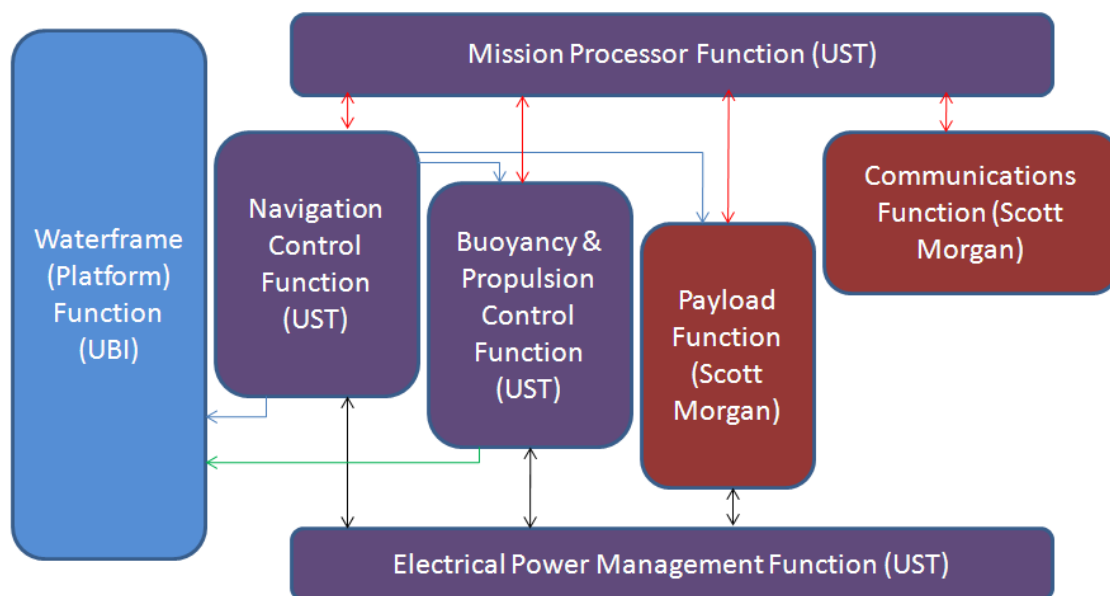 Mission Processor Function (UST)
Waterframe
(Platform)
Function
(UBI)
Navigation
Control
Function
(UST)
Buoyancy &
Propulsion
Control
Function
(UST)
Payload
Function
(Scott
Morgan)
Communications
Function (Scott
Morgan)
Electrical Power Management Function (UST)